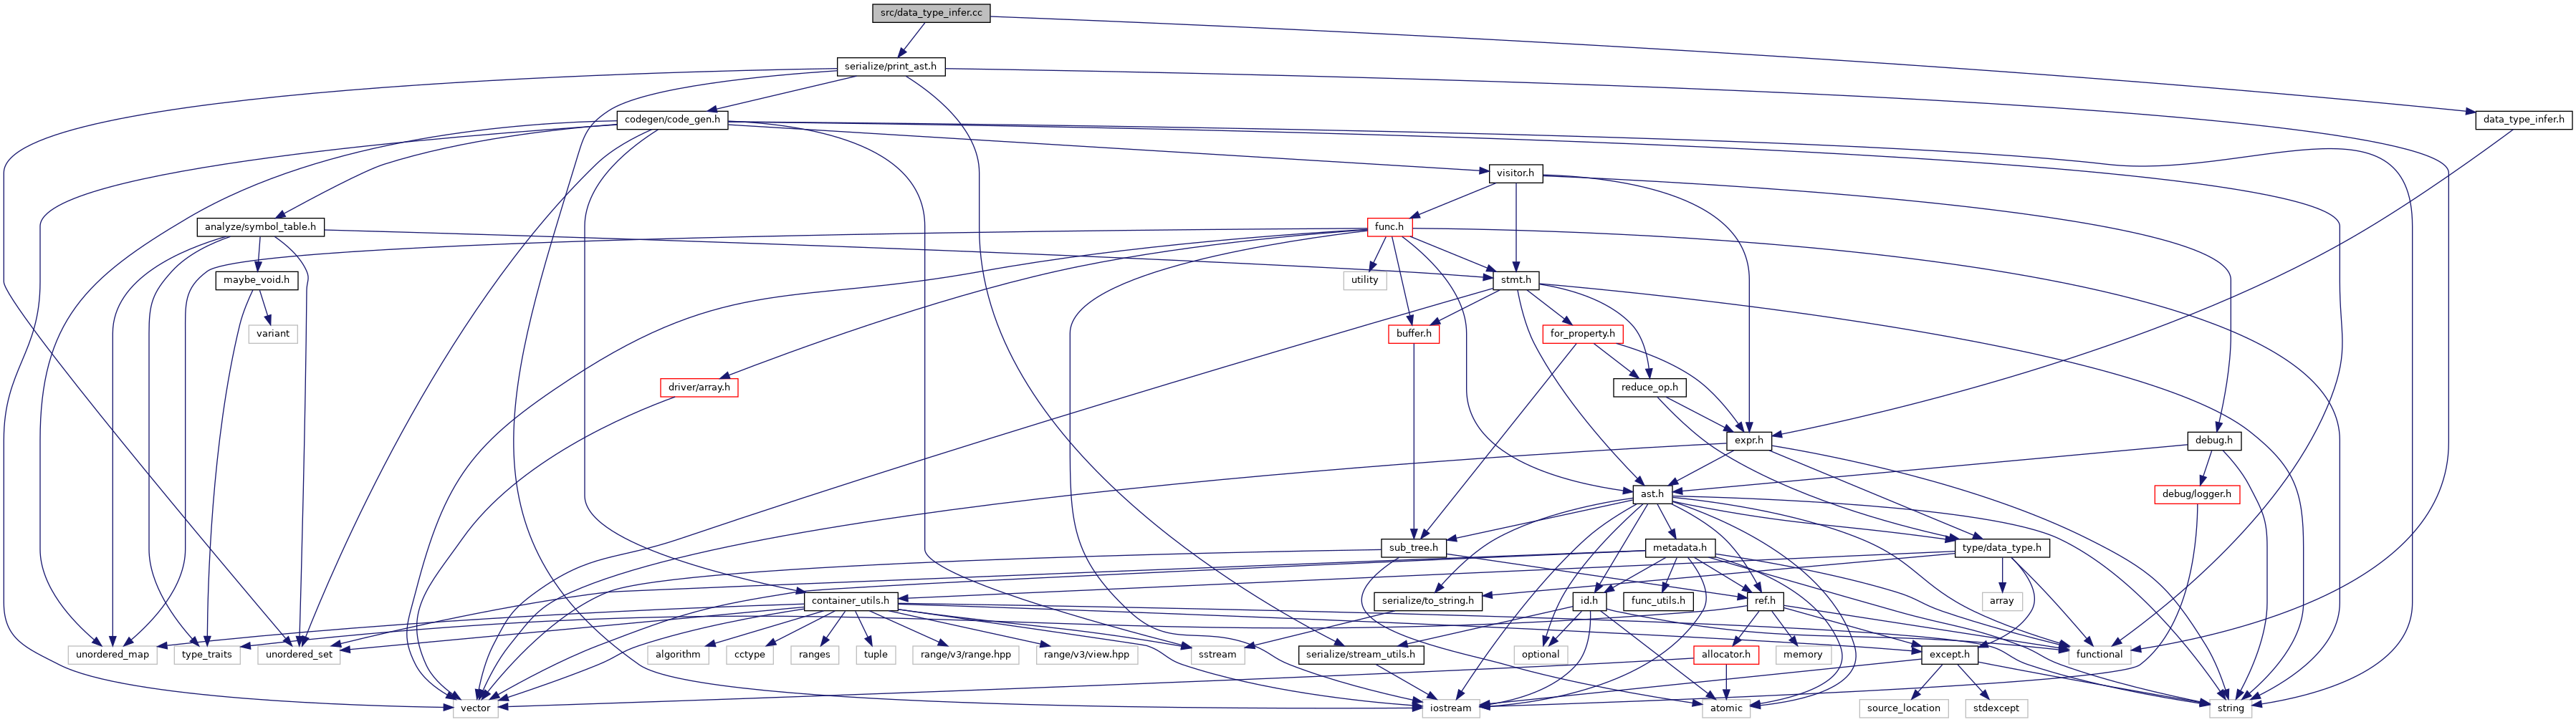 src/data_type_infer.cc
serialize/print_ast.h
codegen/code_gen.h
data_type_infer.h
visitor.h
analyze/symbol_table.h
func.h
maybe_void.h
utility
stmt.h
variant
buffer.h
for_property.h
driver/array.h
reduce_op.h
expr.h
debug.h
ast.h
debug/logger.h
sub_tree.h
metadata.h
type/data_type.h
container_utils.h
serialize/to_string.h
id.h
func_utils.h
ref.h
array
unordered_map
type_traits
unordered_set
algorithm
cctype
ranges
tuple
range/v3/range.hpp
range/v3/view.hpp
sstream
serialize/stream_utils.h
optional
allocator.h
memory
except.h
functional
vector
iostream
atomic
source_location
stdexcept
string